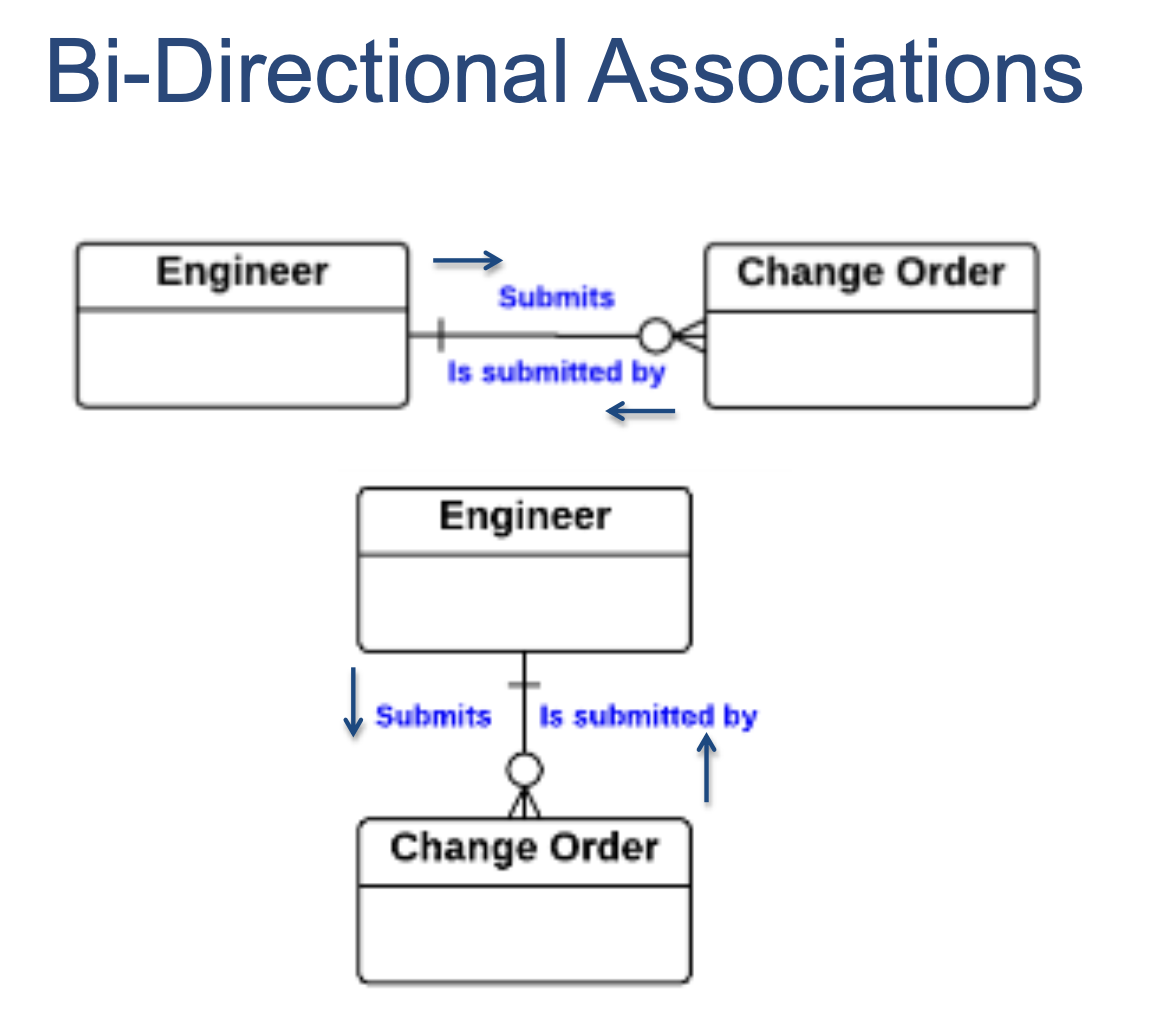 Bi-Directional Associations
Engineer
Change Order
Submits
Is submitted by
Engineer
Submits
Is submitted by
Change Order